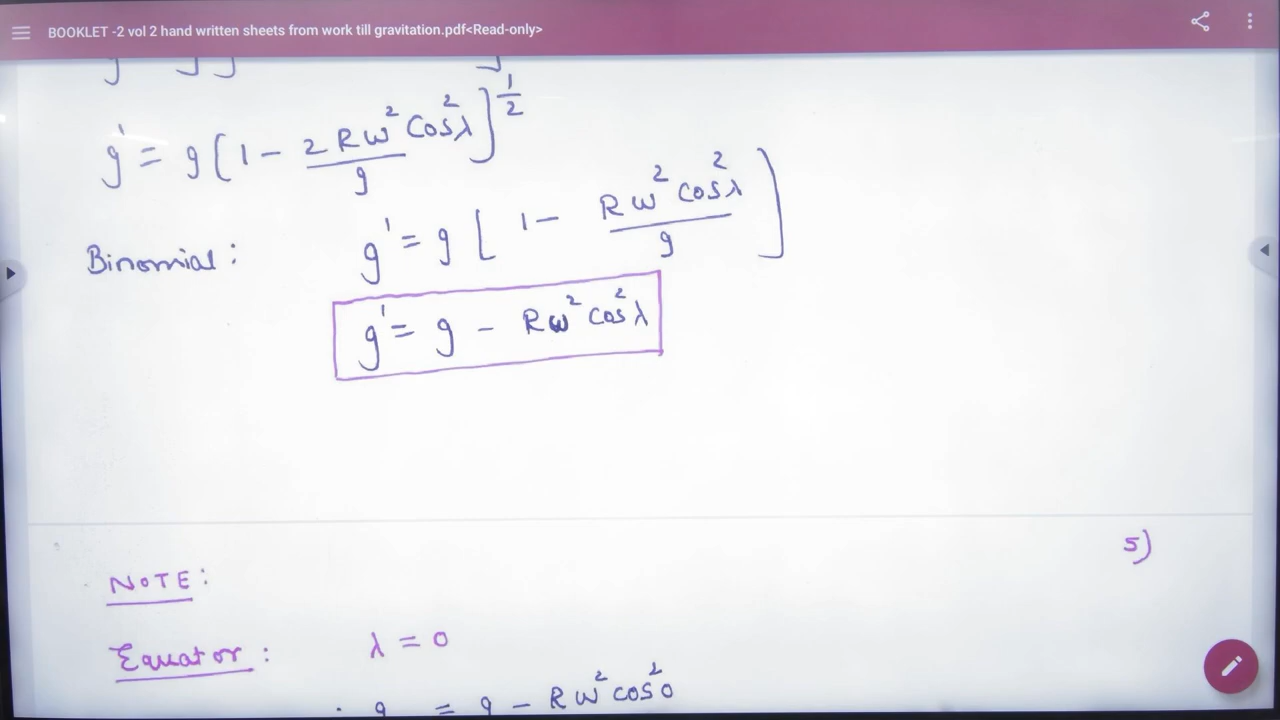 BOOKLET -2 vol 2 hand written sheets from work till gravitation.pdf<Read-only>
g' = g [1 - 2Rω² cos²λ / g]^1/2
Binomial : g' = g [ 1 - Rω² cos²λ / g ]
g' = g - Rω² cos²λ
5)
NOTE :
Equator : λ = 0
∴ g = g - Rω² cos²0